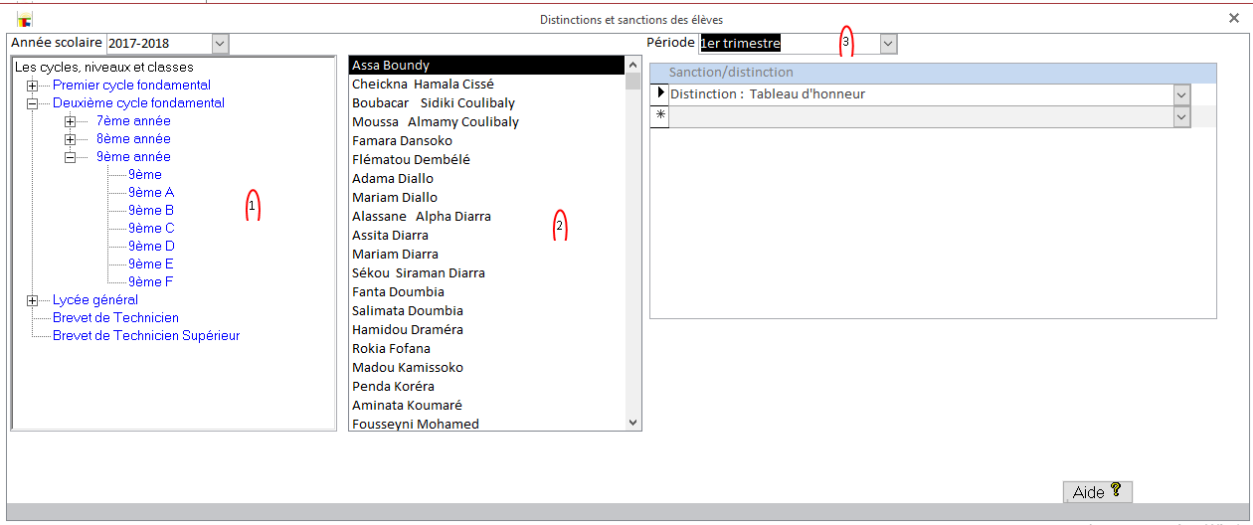 Distinctions et sanctions des élèves
Année scolaire 2017-2018
Les cycles, niveaux et classes
Premier cycle fondamental
Deuxième cycle fondamental
7ème année
8ème année
9ème année
9ème
9ème A
9ème B
9ème C
9ème D
9ème E
9ème F
Lycée général
Brevet de Technicien
Brevet de Technicien Supérieur
1
Assa Boundy
Cheickna Hamala Cissé
Boubacar Sidiki Coulibaly
Moussa Almamy Coulibaly
Famara Dansoko
Flématou Dembélé
Adama Diallo
Mariam Diallo
Alassane Alpha Diarra
Assita Diarra
Mariam Diarra
Sékou Siraman Diarra
Fanta Doumbia
Salimata Doumbia
Hamidou Draméra
Rokia Fofana
Madou Kamissoko
Penda Koréra
Aminata Koumaré
Fousseyni Mohamed
2
Période 1er trimestre
3
Sanction/distinction
Distinction : Tableau d'honneur
Aide ?